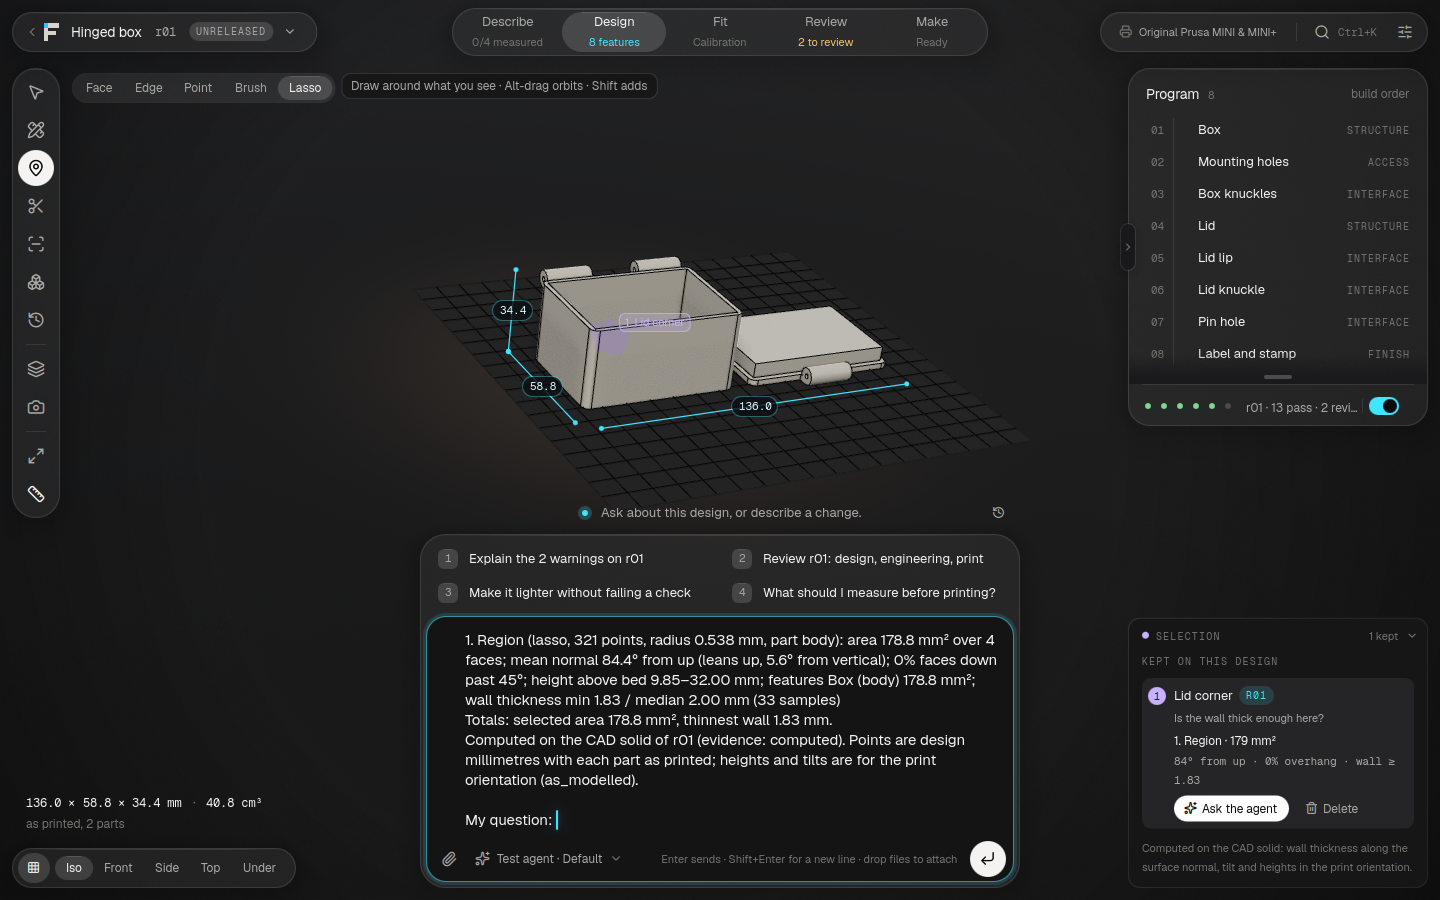 Hinged box r01 UNRELEASED
Describe
0/4 measured
Design
8 features
Fit
Calibration
Review
2 to review
Make
Ready
Original Prusa MINI & MINI+
Ctrl+K
Face Edge Point Brush Lasso
Draw around what you see · Alt-drag orbits · Shift adds
Program 8 build order
01 Box STRUCTURE
02 Mounting holes ACCESS
03 Box knuckles INTERFACE
04 Lid STRUCTURE
05 Lid lip INTERFACE
06 Lid knuckle INTERFACE
07 Pin hole INTERFACE
08 Label and stamp FINISH
r01 · 13 pass · 2 revi...
34.4
1 Lid corner
58.8
136.0
Ask about this design, or describe a change.
1 Explain the 2 warnings on r01
2 Review r01: design, engineering, print
3 Make it lighter without failing a check
4 What should I measure before printing?
1. Region (lasso, 321 points, radius 0.538 mm, part body): area 178.8 mm² over 4
faces; mean normal 84.4° from up (leans up, 5.6° from vertical); 0% faces down
past 45°; height above bed 9.85–32.00 mm; features Box (body) 178.8 mm²;
wall thickness min 1.83 / median 2.00 mm (33 samples)
Totals: selected area 178.8 mm², thinnest wall 1.83 mm.
Computed on the CAD solid of r01 (evidence: computed). Points are design
millimetres with each part as printed; heights and tilts are for the print
orientation (as_modelled).
My question:
Test agent · Default
Enter sends · Shift+Enter for a new line · drop files to attach
SELECTION 1 kept
KEPT ON THIS DESIGN
1 Lid corner R01
Is the wall thick enough here?
1. Region · 179 mm²
84° from up · 0% overhang · wall ≥
1.83
Ask the agent Delete
Computed on the CAD solid: wall thickness along the
surface normal, tilt and heights in the print orientation.
136.0 × 58.8 × 34.4 mm · 40.8 cm³
as printed, 2 parts
Iso Front Side Top Under